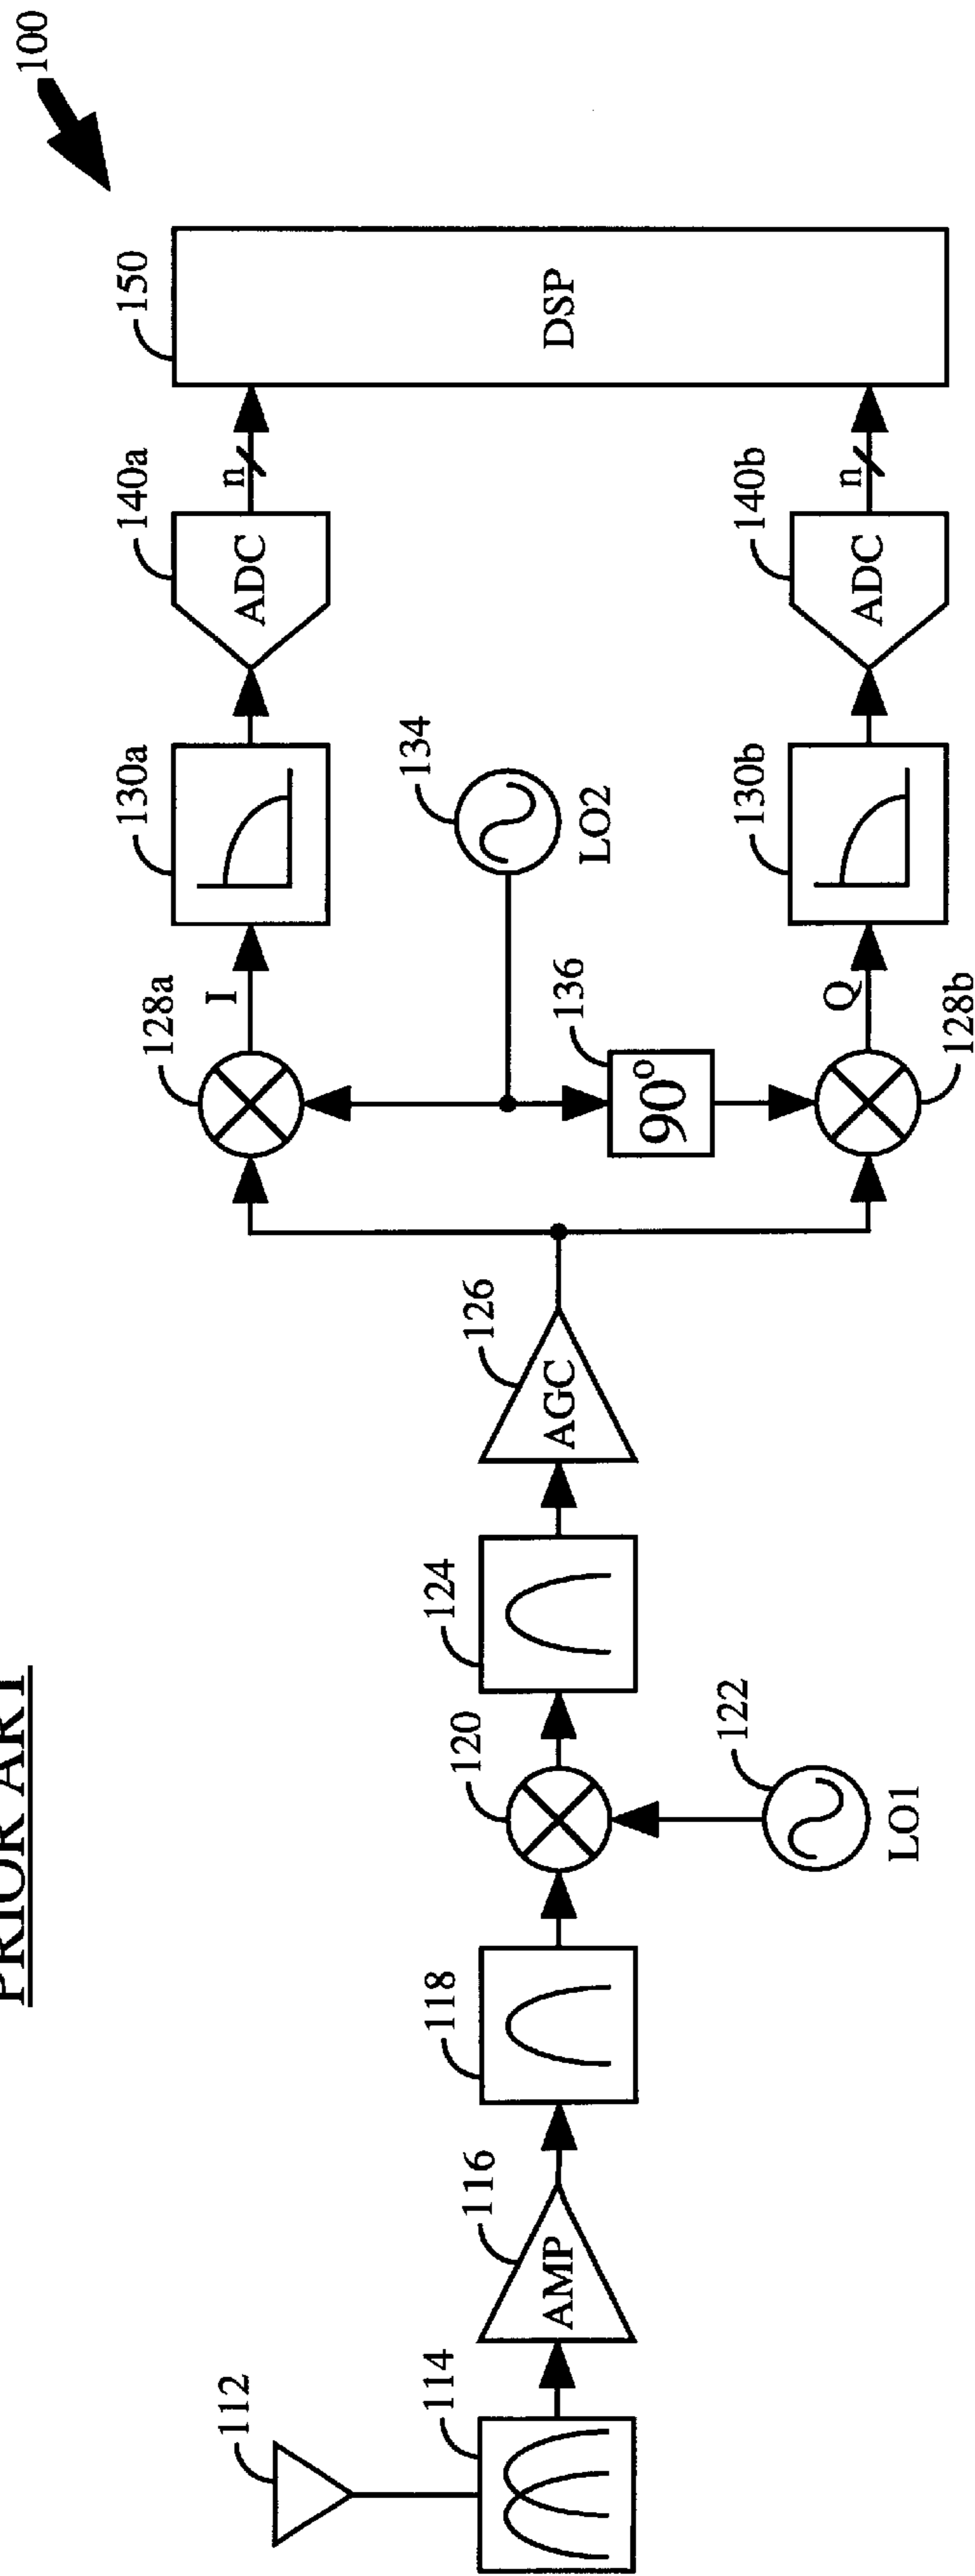 PRIOR ART
100
112
114
AMP
116
118
120
122
LO1
124
AGC
126
128a
I
130a
ADC
140a
n
134
LO2
136
90°
128b
Q
130b
ADC
140b
n
DSP
150